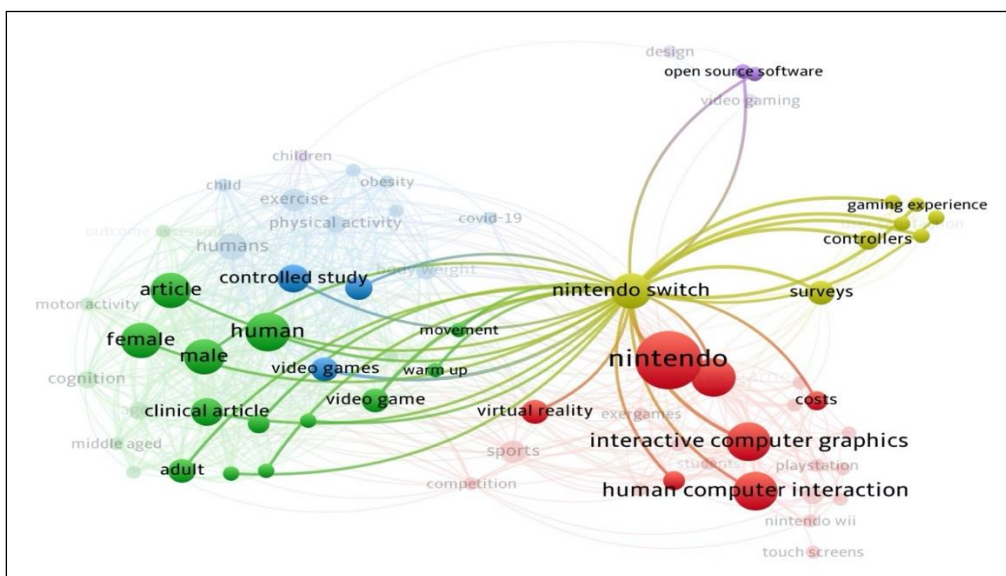 design
open source software
video gaming
children
child
obesity
exercise
gaming experience
physical activity
covid-19
outcome assessment
controllers
humans
body weight
controlled study
article
nintendo switch
surveys
motor activity
human
movement
female
male
nintendo
video games
warm up
cognition
video game
costs
clinical article
virtual reality
exergames
interactive computer graphics
middle aged
sports
students
playstation
adult
competition
human computer interaction
nintendo wii
touch screens